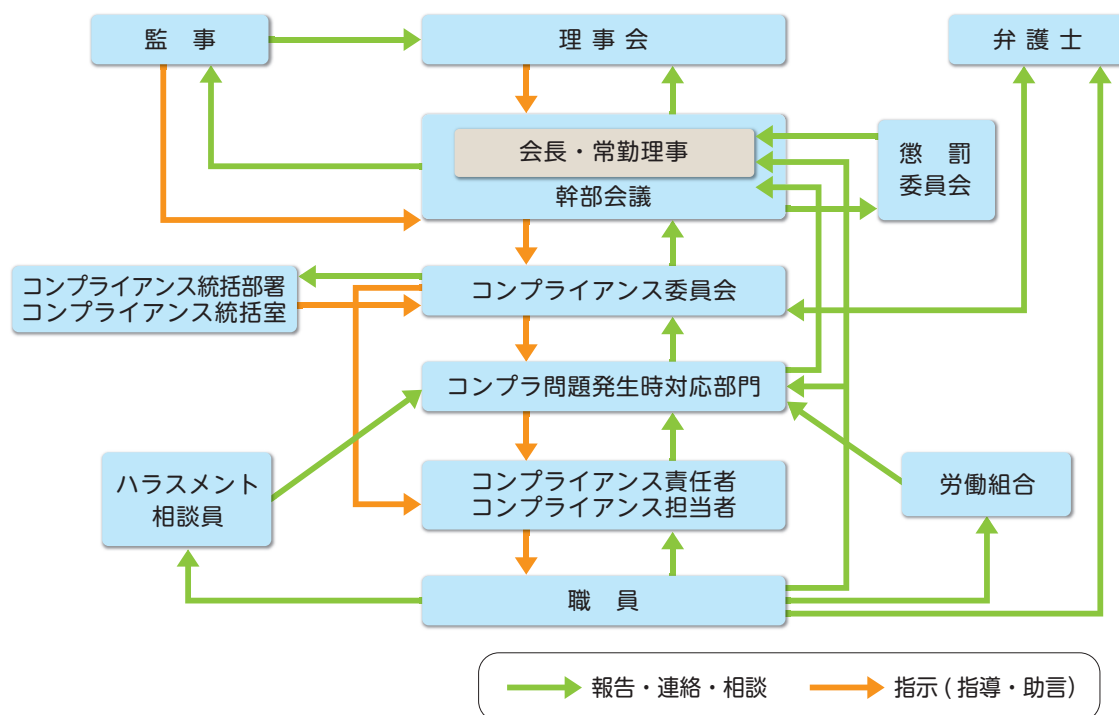 監 事
理 事 会
弁 護 士
会長・常勤理事
幹部会議
懲 罰
委員会
コンプライアンス統括部署
コンプライアンス統括室
コンプライアンス委員会
コンプラ問題発生時対応部門
ハラスメント
相談員
コンプライアンス責任者
コンプライアンス担当者
労働組合
職 員
報告・連絡・相談
指示(指導・助言)